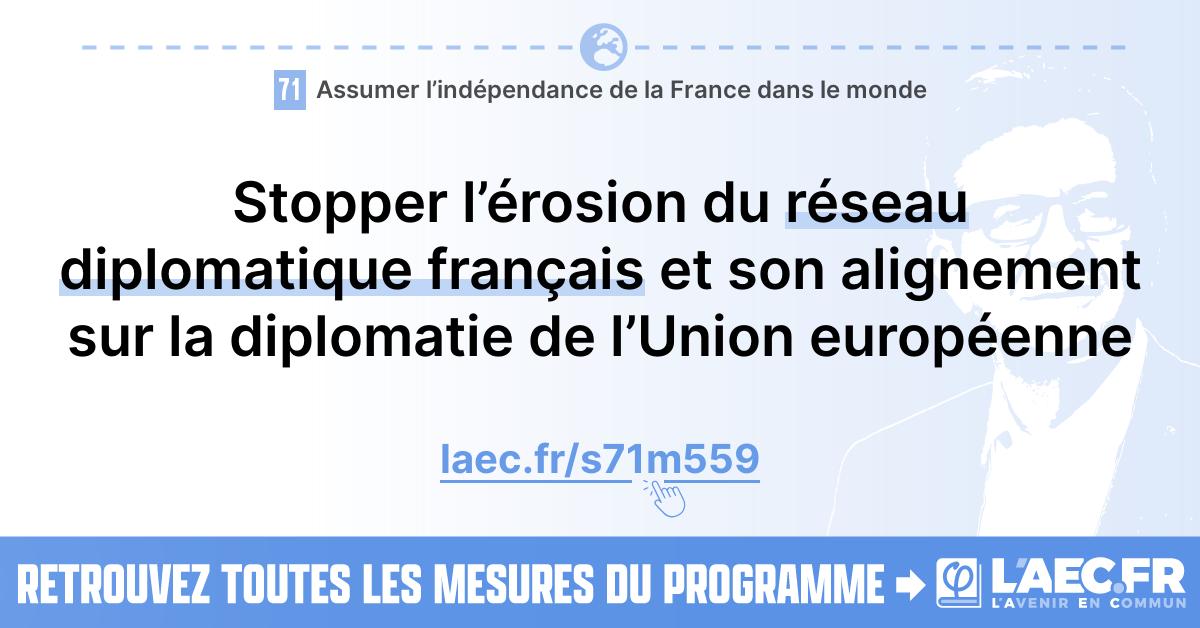 71 Assumer l’indépendance de la France dans le monde
Stopper l’érosion du réseau
diplomatique français et son alignement
sur la diplomatie de l’Union européenne
laec.fr/s71m559
RETROUVEZ TOUTES LES MESURES DU PROGRAMME
L'AEC.FR
L'AVENIR EN COMMUN